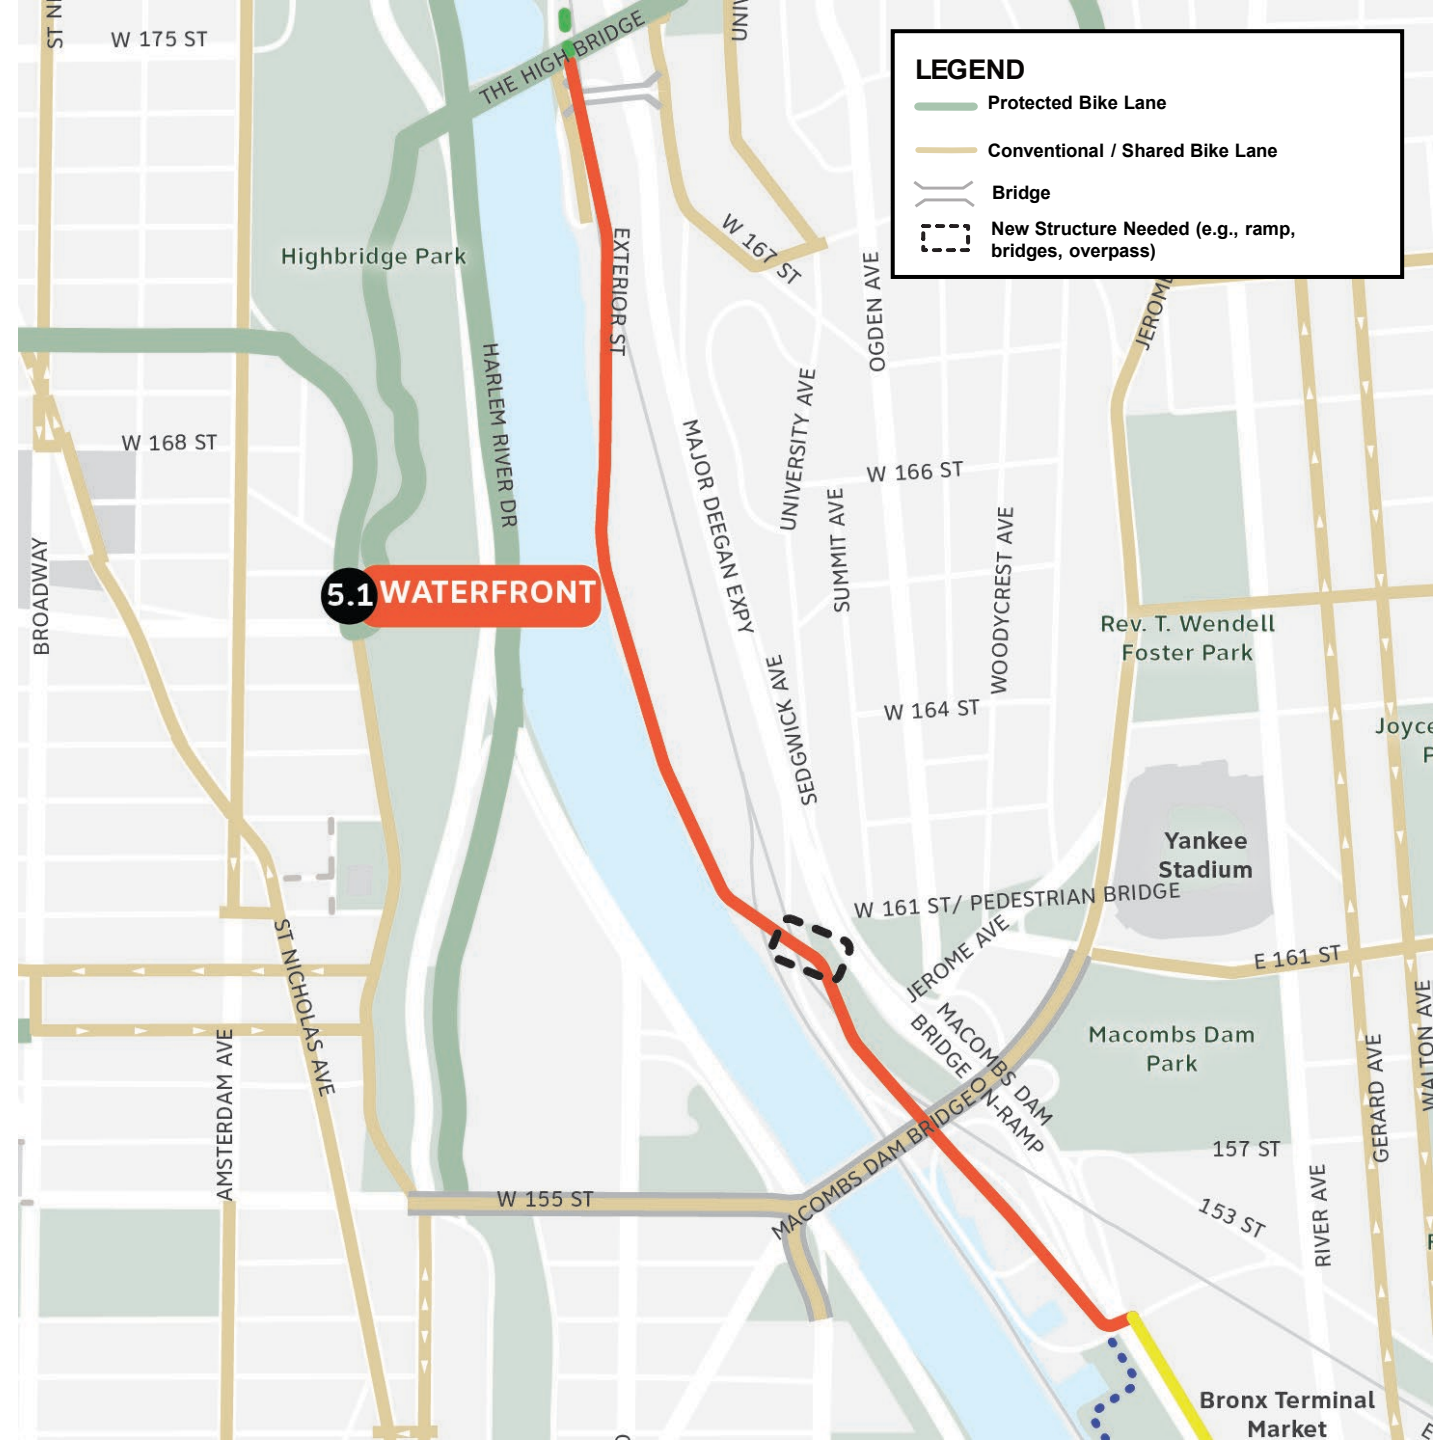 ST NI
W 175 ST
THE HIGH BRIDGE
UNIV
LEGEND
Protected Bike Lane
Conventional / Shared Bike Lane
Bridge
New Structure Needed (e.g., ramp,
bridges, overpass)
Highbridge Park
EXTERIOR ST
W 167 ST
OGDEN AVE
JEROME
HARLEM RIVER DR
W 168 ST
MAJOR DEEGAN EXPY
UNIVERSITY AVE
W 166 ST
SUMMIT AVE
WOODYCREST AVE
BROADWAY
5.1 WATERFRONT
Rev. T. Wendell
Foster Park
SEDGWICK AVE
W 164 ST
Joyce
P
Yankee
Stadium
W 161 ST/ PEDESTRIAN BRIDGE
JEROME AVE
E 161 ST
ST NICHOLAS AVE
MACOMBS DAM
BRIDGE ON-RAMP
Macombs Dam
Park
WALTON AVE
GERARD AVE
AMSTERDAM AVE
MACOMBS DAM BRIDGE
157 ST
W 155 ST
153 ST
RIVER AVE
Bronx Terminal
Market